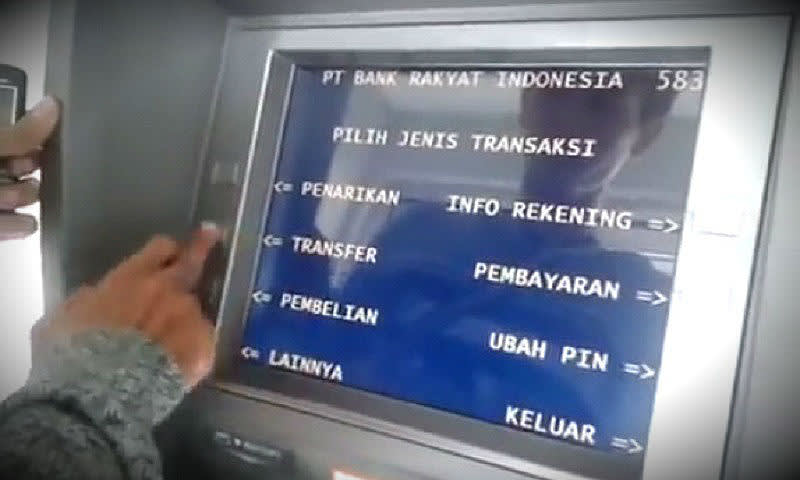 PT BANK RAKYAT INDONESIA 583
PILIH JENIS TRANSAKSI
<= PENARIKAN INFO REKENING =>
<= TRANSFER PEMBAYARAN =>
<= PEMBELIAN UBAH PIN =>
<= LAINNYA KELUAR =>